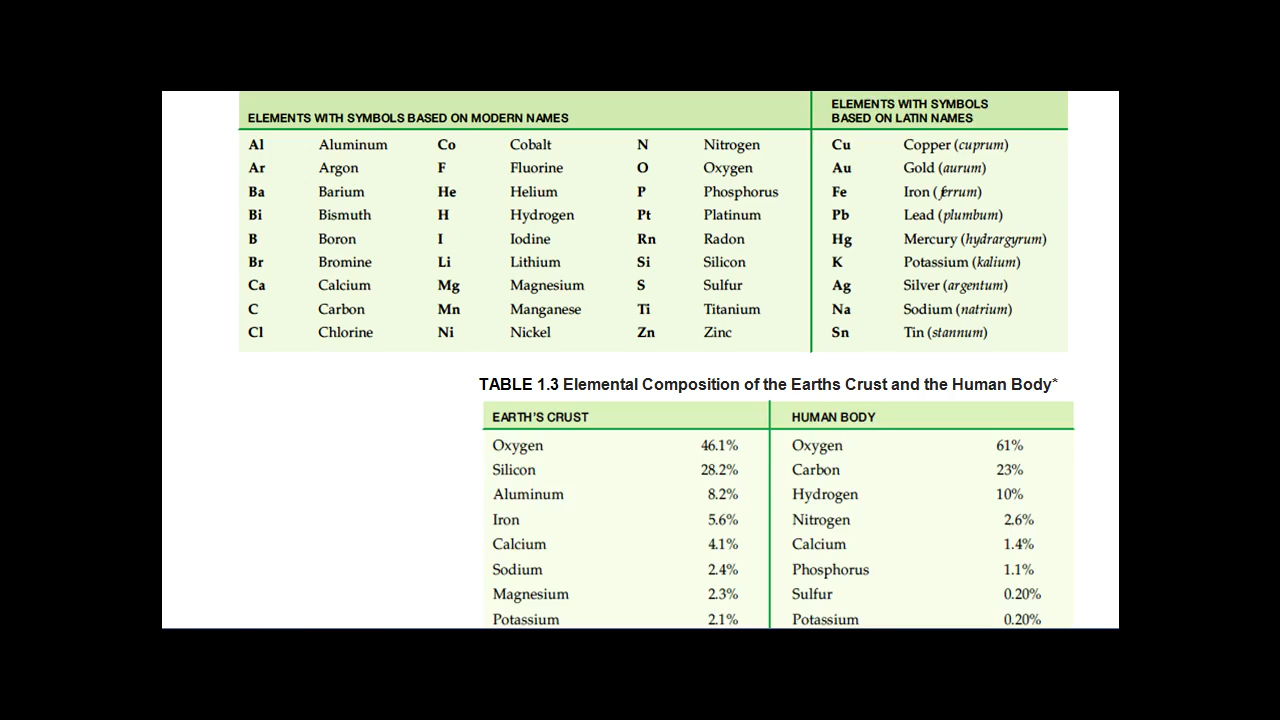 ELEMENTS WITH SYMBOLS BASED ON MODERN NAMES
ELEMENTS WITH SYMBOLS
BASED ON LATIN NAMES
Al Aluminum Co Cobalt N Nitrogen Cu Copper (cuprum)
Ar Argon F Fluorine O Oxygen Au Gold (aurum)
Ba Barium He Helium P Phosphorus Fe Iron (ferrum)
Bi Bismuth H Hydrogen Pt Platinum Pb Lead (plumbum)
B Boron I Iodine Rn Radon Hg Mercury (hydrargyrum)
Br Bromine Li Lithium Si Silicon K Potassium (kalium)
Ca Calcium Mg Magnesium S Sulfur Ag Silver (argentum)
C Carbon Mn Manganese Ti Titanium Na Sodium (natrium)
Cl Chlorine Ni Nickel Zn Zinc Sn Tin (stannum)
TABLE 1.3 Elemental Composition of the Earths Crust and the Human Body*
EARTH'S CRUST HUMAN BODY
Oxygen 46.1% Oxygen 61%
Silicon 28.2% Carbon 23%
Aluminum 8.2% Hydrogen 10%
Iron 5.6% Nitrogen 2.6%
Calcium 4.1% Calcium 1.4%
Sodium 2.4% Phosphorus 1.1%
Magnesium 2.3% Sulfur 0.20%
Potassium 2.1% Potassium 0.20%